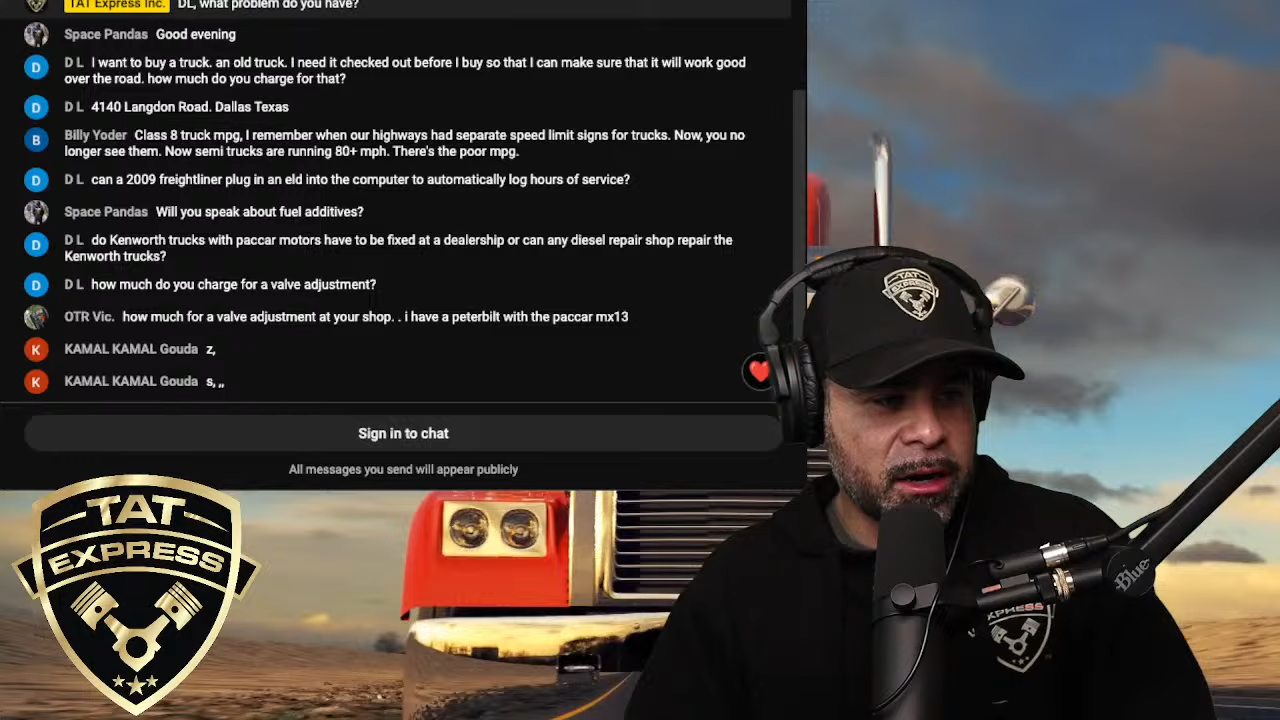 TAT Express Inc. DL, what problem do you have?
Space Pandas Good evening
D L I want to buy a truck. an old truck. I need it checked out before I buy so that I can make sure that it will work good
over the road. how much do you charge for that?
D
D L 4140 Langdon Road. Dallas Texas
D
Billy Yoder Class 8 truck mpg, I remember when our highways had separate speed limit signs for trucks. Now, you no
longer see them. Now semi trucks are running 80+ mph. There's the poor mpg.
B
D L can a 2009 freightliner plug in an eld into the computer to automatically log hours of service?
D
Space Pandas Will you speak about fuel additives?
D L do Kenworth trucks with paccar motors have to be fixed at a dealership or can any diesel repair shop repair the
Kenworth trucks?
D
D L how much do you charge for a valve adjustment?
D
OTR Vic. how much for a valve adjustment at your shop. . i have a peterbilt with the paccar mx13
KAMAL KAMAL Gouda z,
K
KAMAL KAMAL Gouda s, ,,
K
Sign in to chat
All messages you send will appear publicly
TAT
EXPRESS
TAT
EXPRESS
Blue